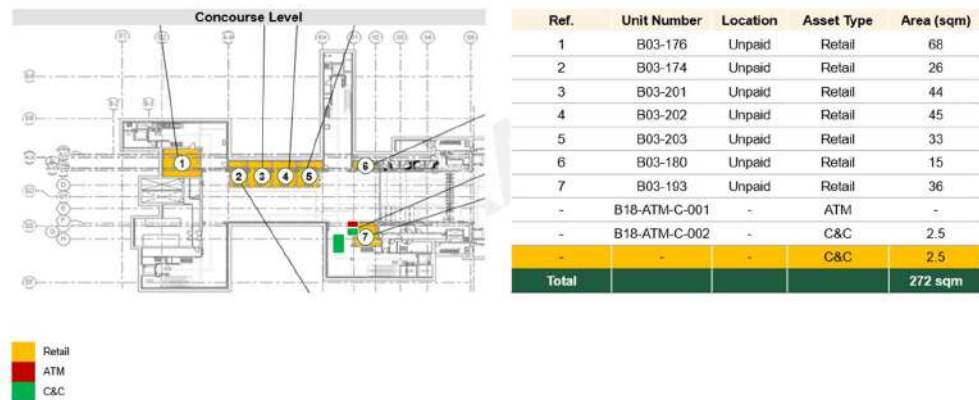 Concourse Level
1
2
3
4
5
6
7
Retail
ATM
C&C
Ref. Unit Number Location Asset Type Area (sqm)
1 B03-176 Unpaid Retail 68
2 B03-174 Unpaid Retail 26
3 B03-201 Unpaid Retail 44
4 B03-202 Unpaid Retail 45
5 B03-203 Unpaid Retail 33
6 B03-180 Unpaid Retail 15
7 B03-193 Unpaid Retail 36
- B18-ATM-C-001 - ATM -
- B18-ATM-C-002 - C&C 2.5
- - - C&C 2.5
Total 272 sqm